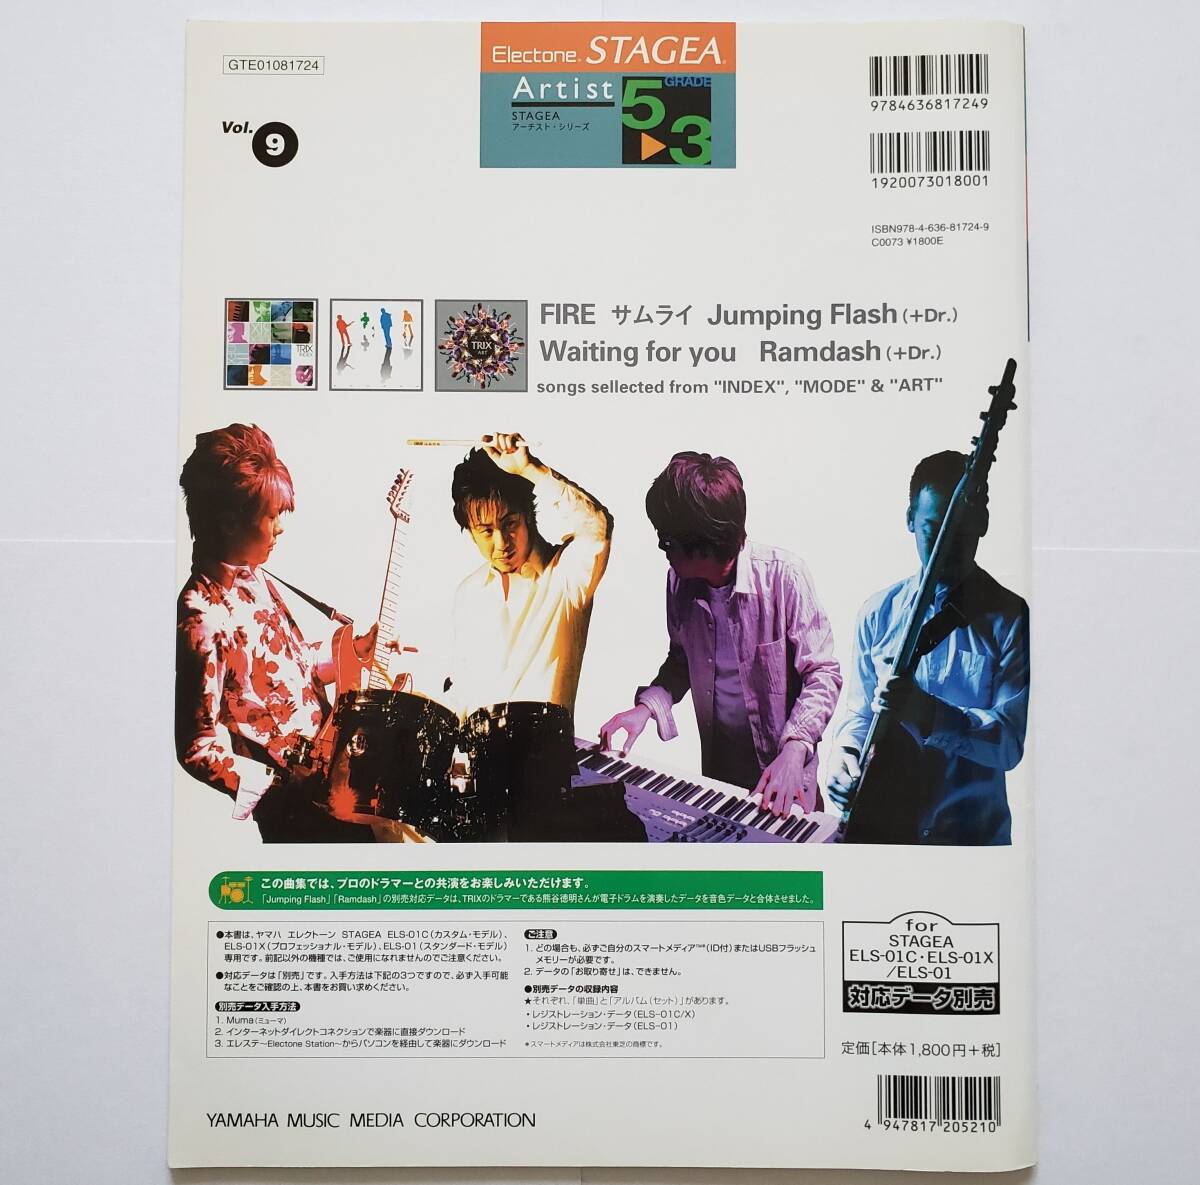 GTE01081724
Vol. 9
Electone® STAGEA®
Artist
STAGEA
アーチスト・シリーズ
GRADE
5▶3
9784636817249
1920073018001
ISBN978-4-636-81724-9
C0073 ¥1800E
TRIX
INDEX
TRIX
ART
FIRE サムライ Jumping Flash (+Dr.)
Waiting for you Ramdash (+Dr.)
songs sellected from "INDEX", "MODE" & "ART"
この曲集では、プロのドラマーとの共演をお楽しみいただけます。
「Jumping Flash」「Ramdash」の別売対応データは、TRIXのドラマーである熊谷徳明さんが電子ドラムを演奏したデータを音色データと合体させました。
●本書は、ヤマハ エレクトーン STAGEA ELS-01C(カスタム・モデル)、
ELS-01X(プロフェッショナル・モデル)、ELS-01(スタンダード・モデル)
専用です。前記以外の機種では、ご使用になれませんのでご注意ください。
●対応データは「別売」です。入手方法は下記の3つですので、必ず入手可能
なことをご確認の上、本書をお買い求めください。
別売データ入手方法
1. Muma(ミューマ)
2. インターネットダイレクトコネクションで楽器に直接ダウンロード
3. エレステ〜Electone Station〜からパソコンを経由して楽器にダウンロード
ご注意
1. どの場合も、必ずご自分のスマートメディア™*(ID付)またはUSBフラッシュ
メモリーが必要です。
2. データの「お取り寄せ」は、できません。
●別売データの収録内容
★それぞれ、「単曲」と「アルバム(セット)」があります。
・レジストレーション・データ(ELS-01C/X)
・レジストレーション・データ(ELS-01)
*スマートメディアは株式会社東芝の商標です。
for
STAGEA
ELS-01C・ELS-01X
/ELS-01
対応データ別売
定価[本体1,800円+税]
YAMAHA MUSIC MEDIA CORPORATION
4 947817 205210